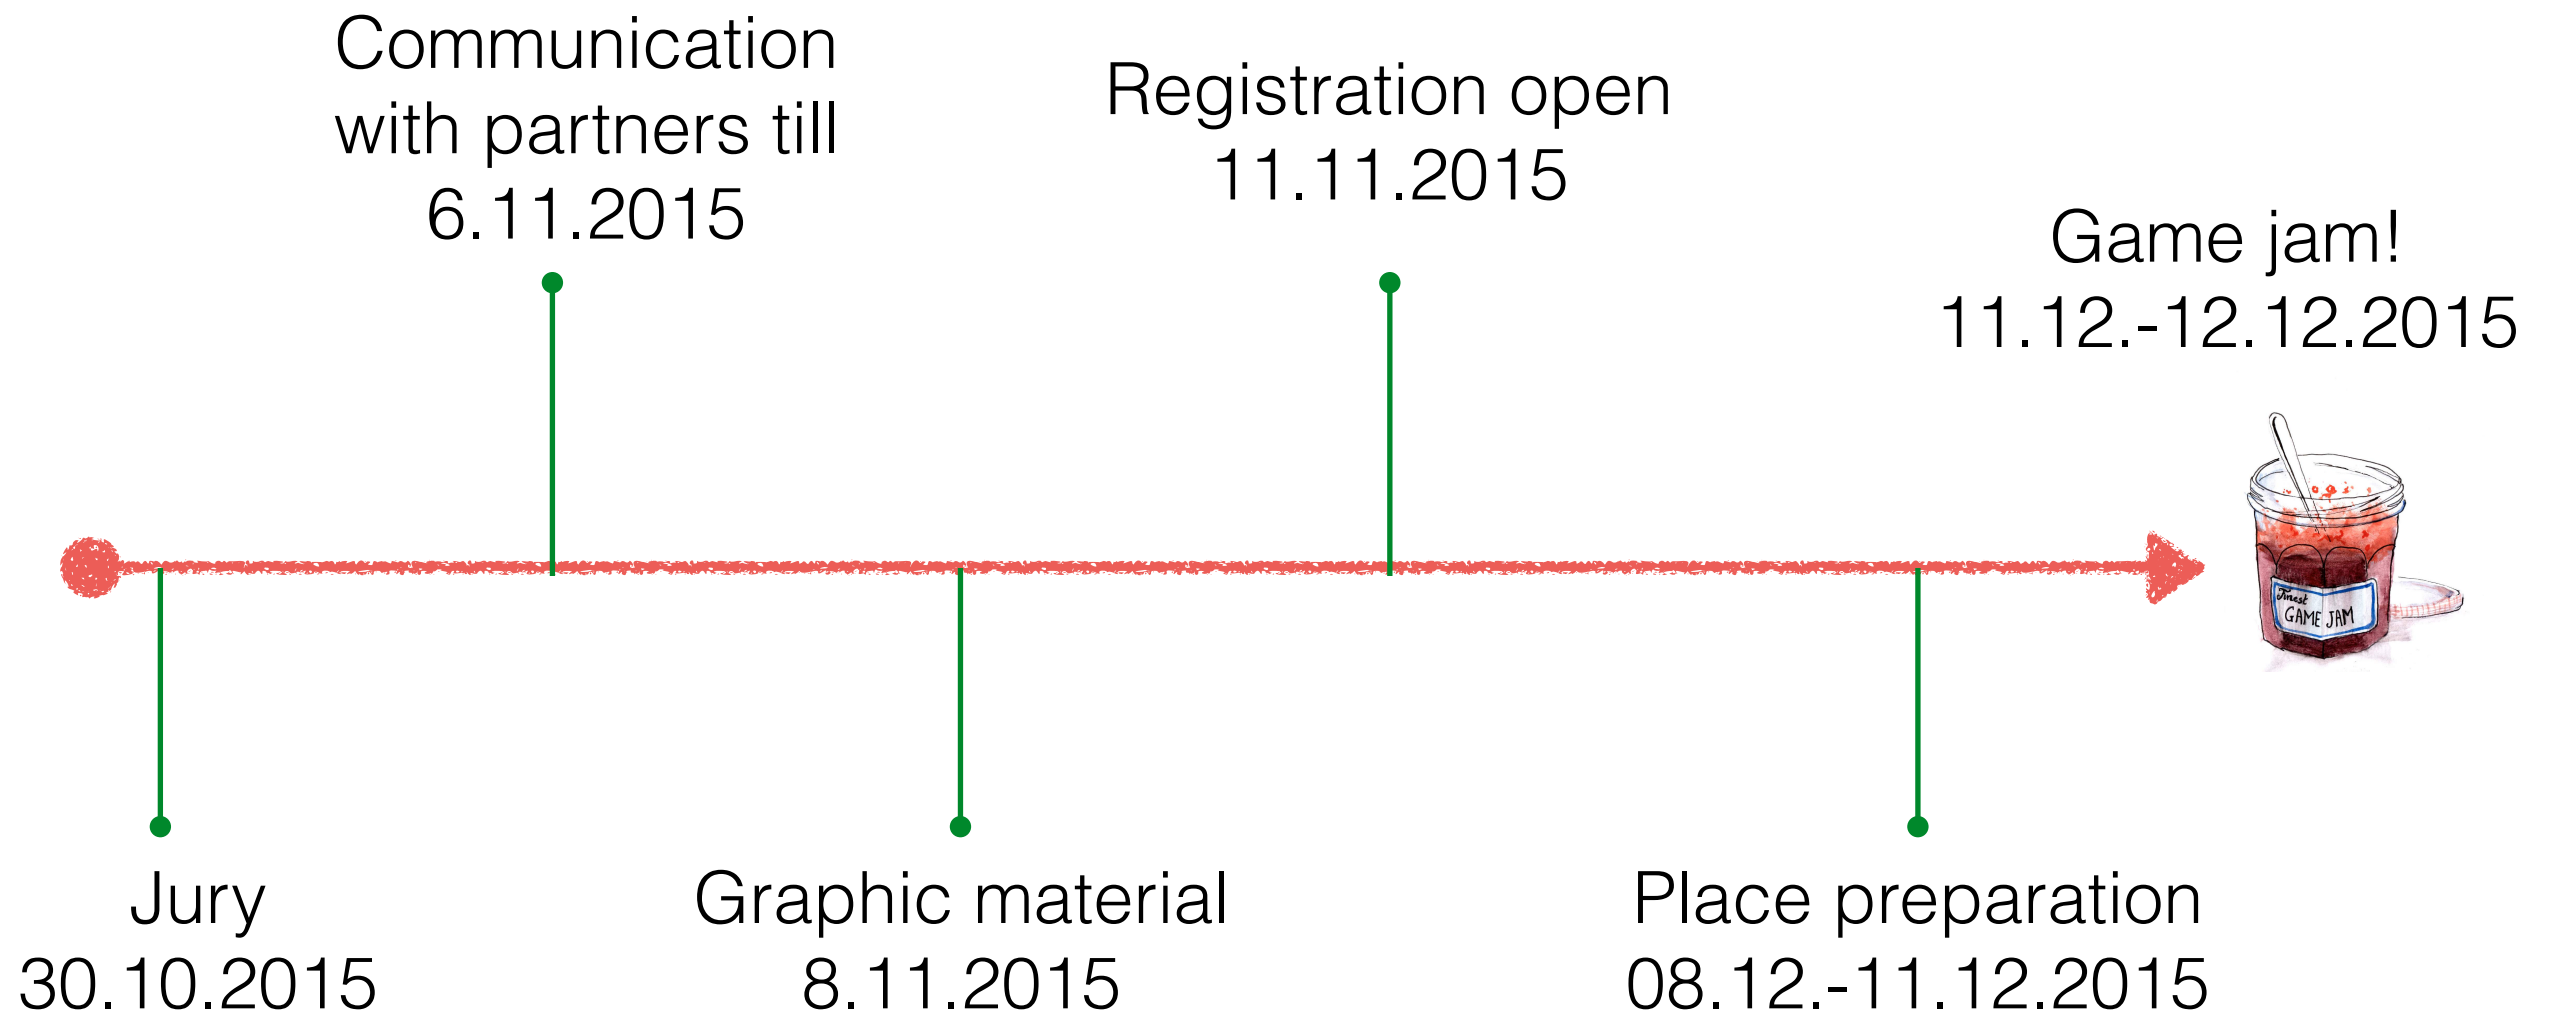 Communication
with partners till
6.11.2015
Registration open
11.11.2015
Game jam!
11.12.-12.12.2015
Finest
GAME JAM
Jury
30.10.2015
Graphic material
8.11.2015
Place preparation
08.12.-11.12.2015